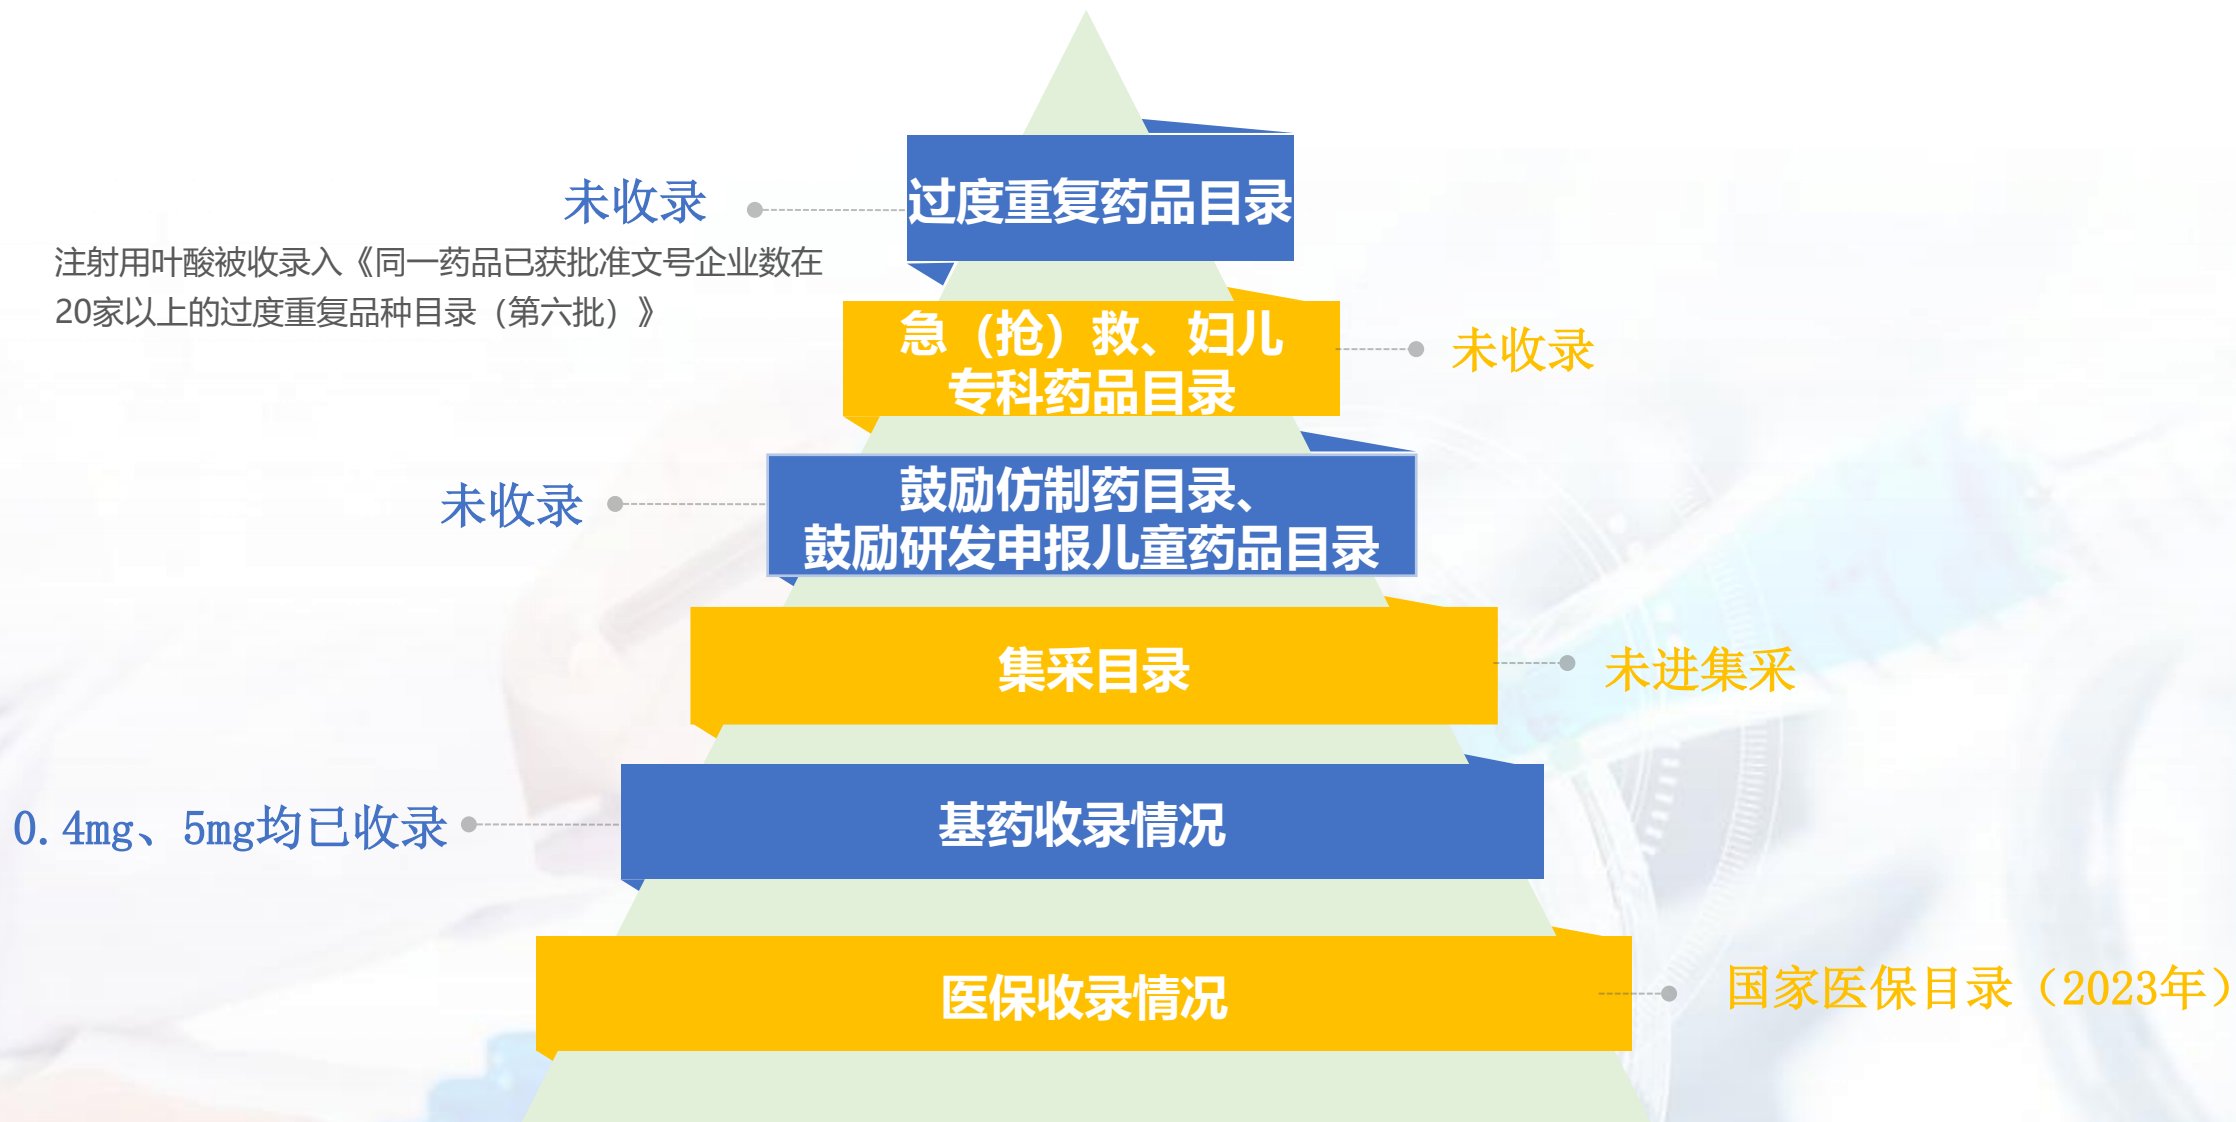 过度重复药品目录
未收录
注射用叶酸被收录入《同一药品已获批准文号企业数在
20家以上的过度重复品种目录（第六批）》
急（抢）救、妇儿
专科药品目录
未收录
鼓励仿制药目录、
鼓励研发申报儿童药品目录
未收录
集采目录
未进集采
基药收录情况
0.4mg、5mg均已收录
医保收录情况
国家医保目录（2023年）